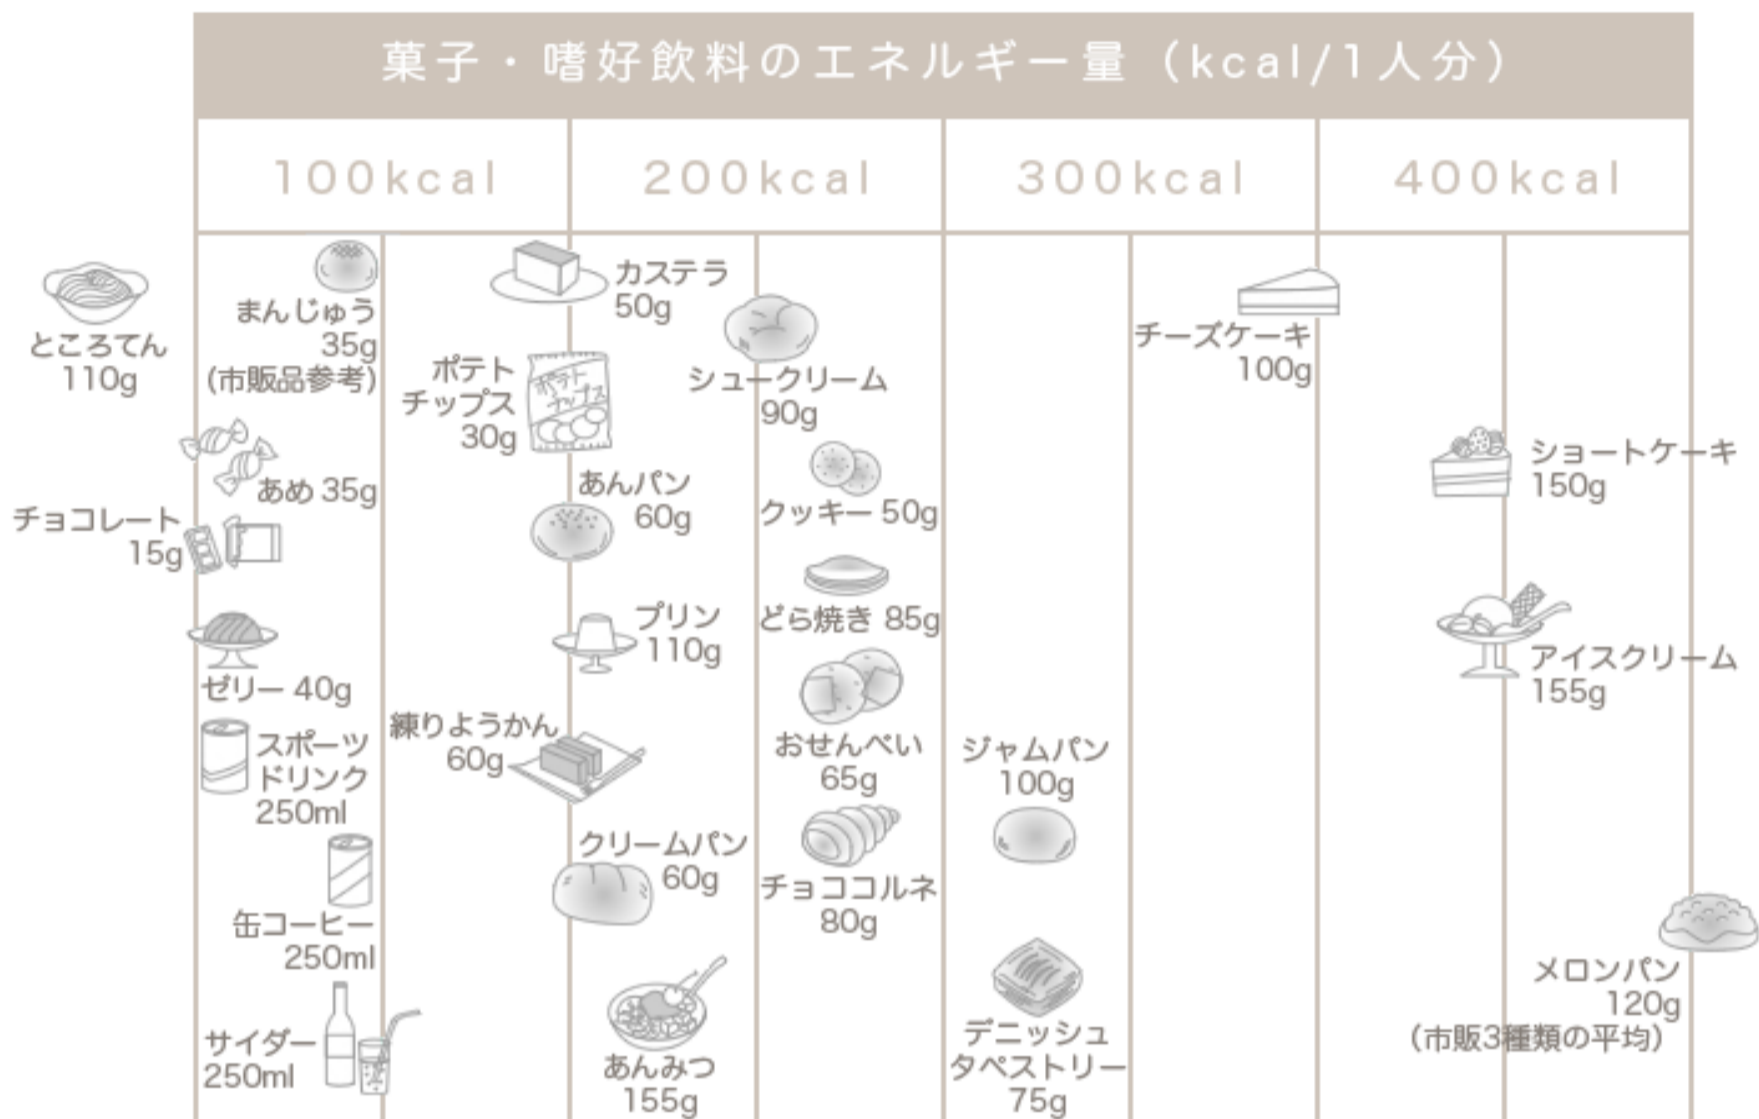 菓子・嗜好飲料のエネルギー量（kcal/1人分）
100kcal
200kcal
300kcal
400kcal
ところてん
110g
まんじゅう
35g
(市販品参考)
カステラ
50g
シュークリーム
90g
チーズケーキ
100g
ポテト
チップス
30g
ポテト
チップス
あめ 35g
あんパン
60g
クッキー 50g
ショートケーキ
150g
チョコレート
15g
どら焼き 85g
ゼリー 40g
プリン
110g
アイスクリーム
155g
スポーツ
ドリンク
250ml
練りようかん
60g
おせんべい
65g
ジャムパン
100g
缶コーヒー
250ml
クリームパン
60g
チョココルネ
80g
メロンパン
120g
（市販3種類の平均）
サイダー
250ml
あんみつ
155g
デニッシュ
タペストリー
75g